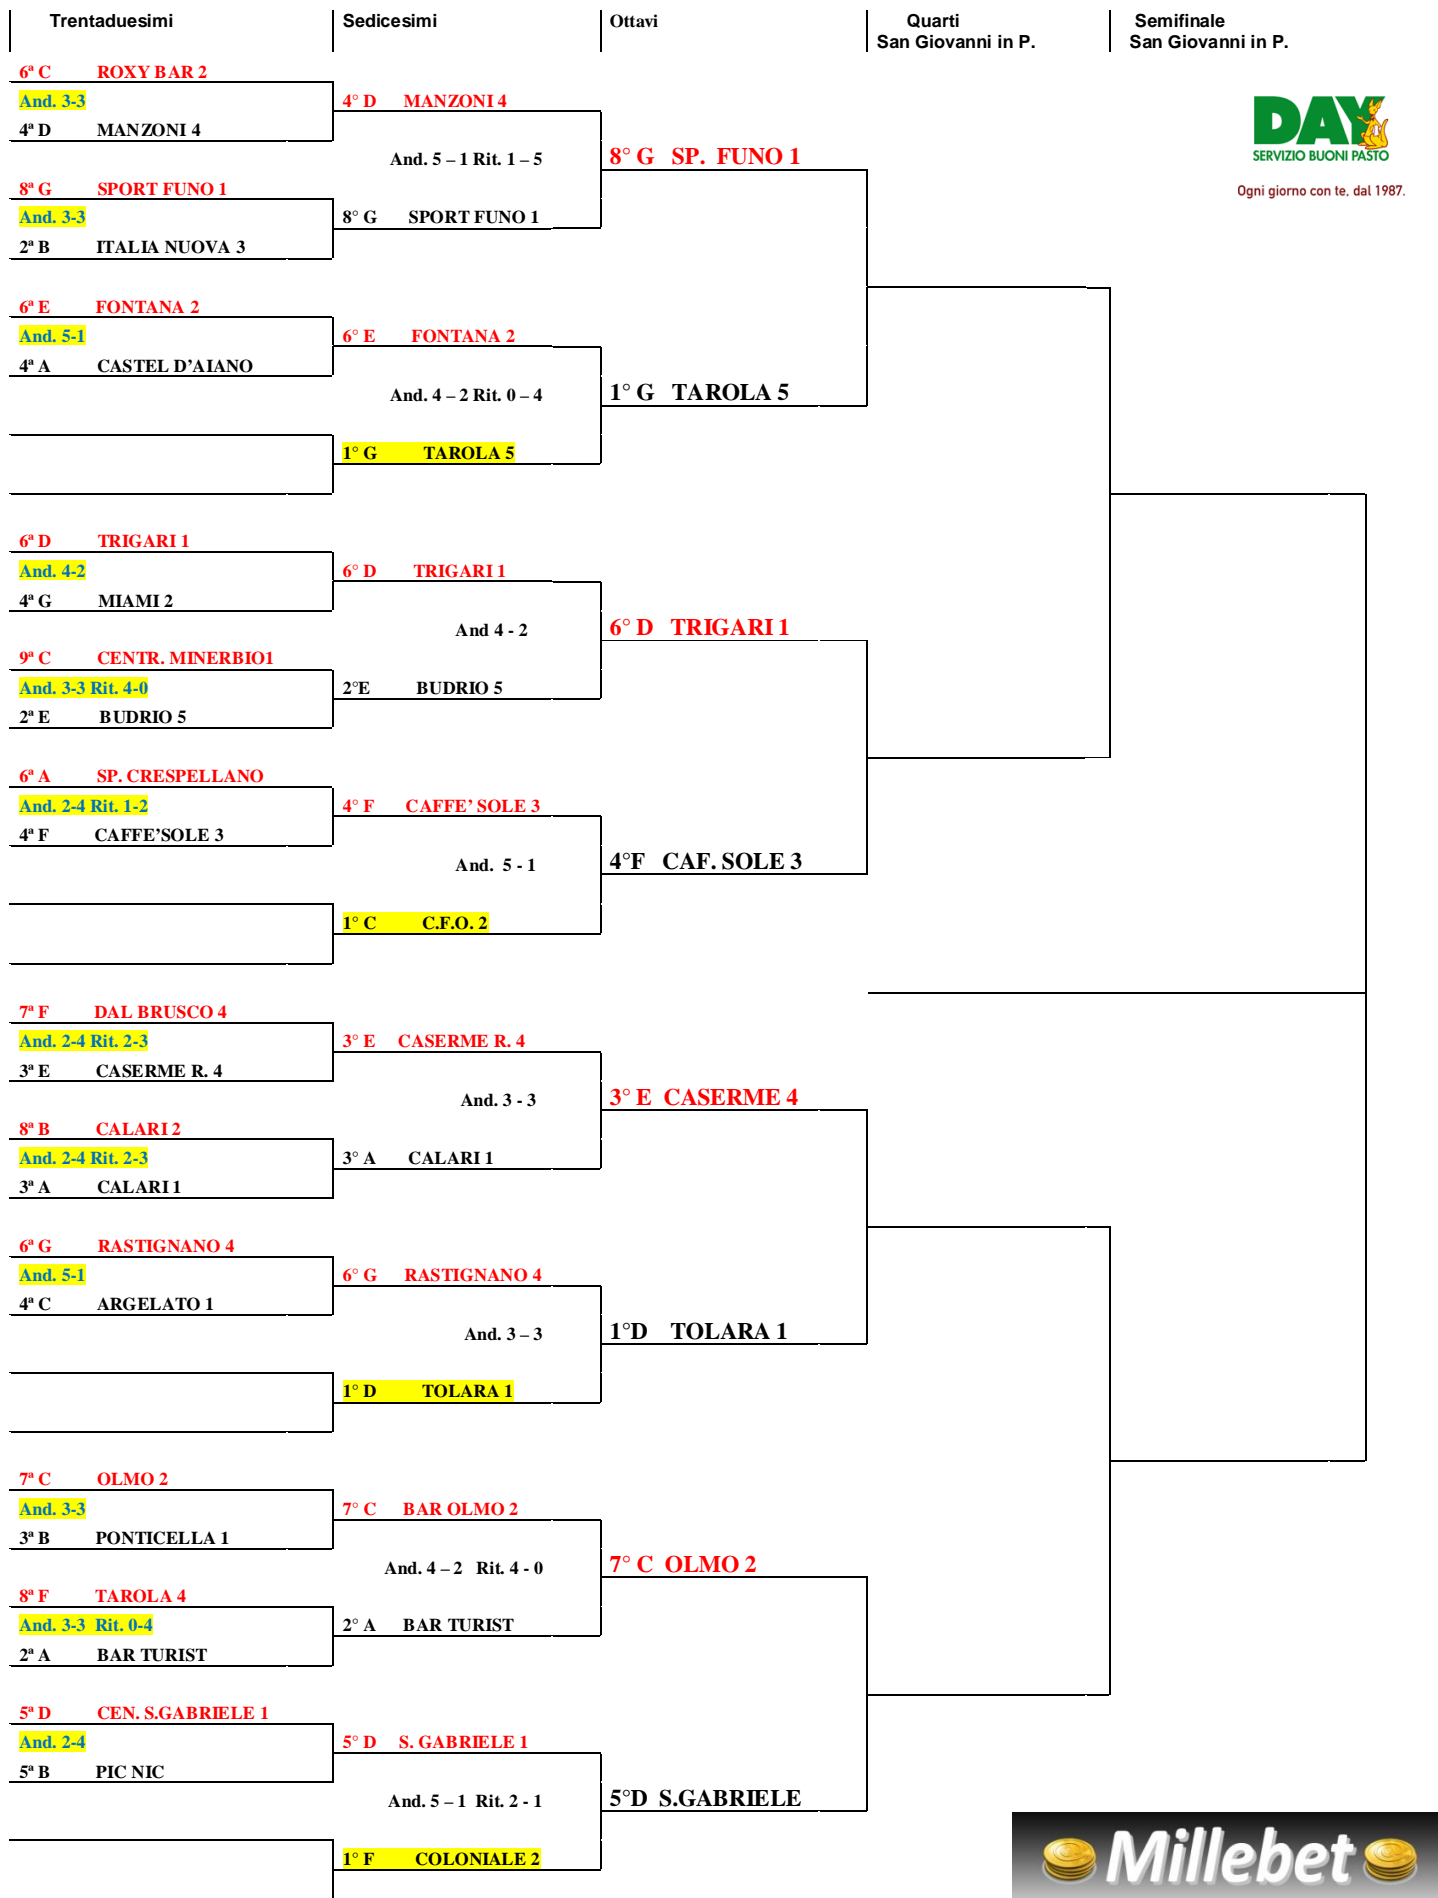 Trentaduesimi Sedicesimi Ottavi Quarti Semifinale
San Giovanni in P. San Giovanni in P.
6ª C ROXY BAR 2
And. 3-3
4ª D MANZONI 4
4° D MANZONI 4
And. 5 – 1 Rit. 1 – 5
8° G SP. FUNO 1
8ª G SPORT FUNO 1
And. 3-3
2ª B ITALIA NUOVA 3
8° G SPORT FUNO 1
DAY
SERVIZIO BUONI PASTO
Ogni giorno con te, dal 1987.
6ª E FONTANA 2
And. 5-1
4ª A CASTEL D'AIANO
6° E FONTANA 2
And. 4 – 2 Rit. 0 – 4
1° G TAROLA 5
1° G TAROLA 5
6ª D TRIGARI 1
And. 4-2
4ª G MIAMI 2
6° D TRIGARI 1
And 4 - 2
6° D TRIGARI 1
9ª C CENTR. MINERBIO1
And. 3-3 Rit. 4-0
2ª E BUDRIO 5
2°E BUDRIO 5
6ª A SP. CRESPELLANO
And. 2-4 Rit. 1-2
4ª F CAFFE'SOLE 3
4° F CAFFE' SOLE 3
And. 5 - 1
4°F CAF. SOLE 3
1° C C.F.O. 2
7ª F DAL BRUSCO 4
And. 2-4 Rit. 2-3
3ª E CASERME R. 4
3° E CASERME R. 4
And. 3 - 3
3° E CASERME 4
8ª B CALARI 2
And. 2-4 Rit. 2-3
3ª A CALARI 1
3° A CALARI 1
6ª G RASTIGNANO 4
And. 5-1
4ª C ARGELATO 1
6° G RASTIGNANO 4
And. 3 – 3
1°D TOLARA 1
1° D TOLARA 1
7ª C OLMO 2
And. 3-3
3ª B PONTICELLA 1
7° C BAR OLMO 2
And. 4 – 2 Rit. 4 - 0
7° C OLMO 2
8ª F TAROLA 4
And. 3-3 Rit. 0-4
2ª A BAR TURIST
2° A BAR TURIST
5ª D CEN. S.GABRIELE 1
And. 2-4
5ª B PIC NIC
5° D S. GABRIELE 1
And. 5 – 1 Rit. 2 - 1
5°D S.GABRIELE
1° F COLONIALE 2
Millebet